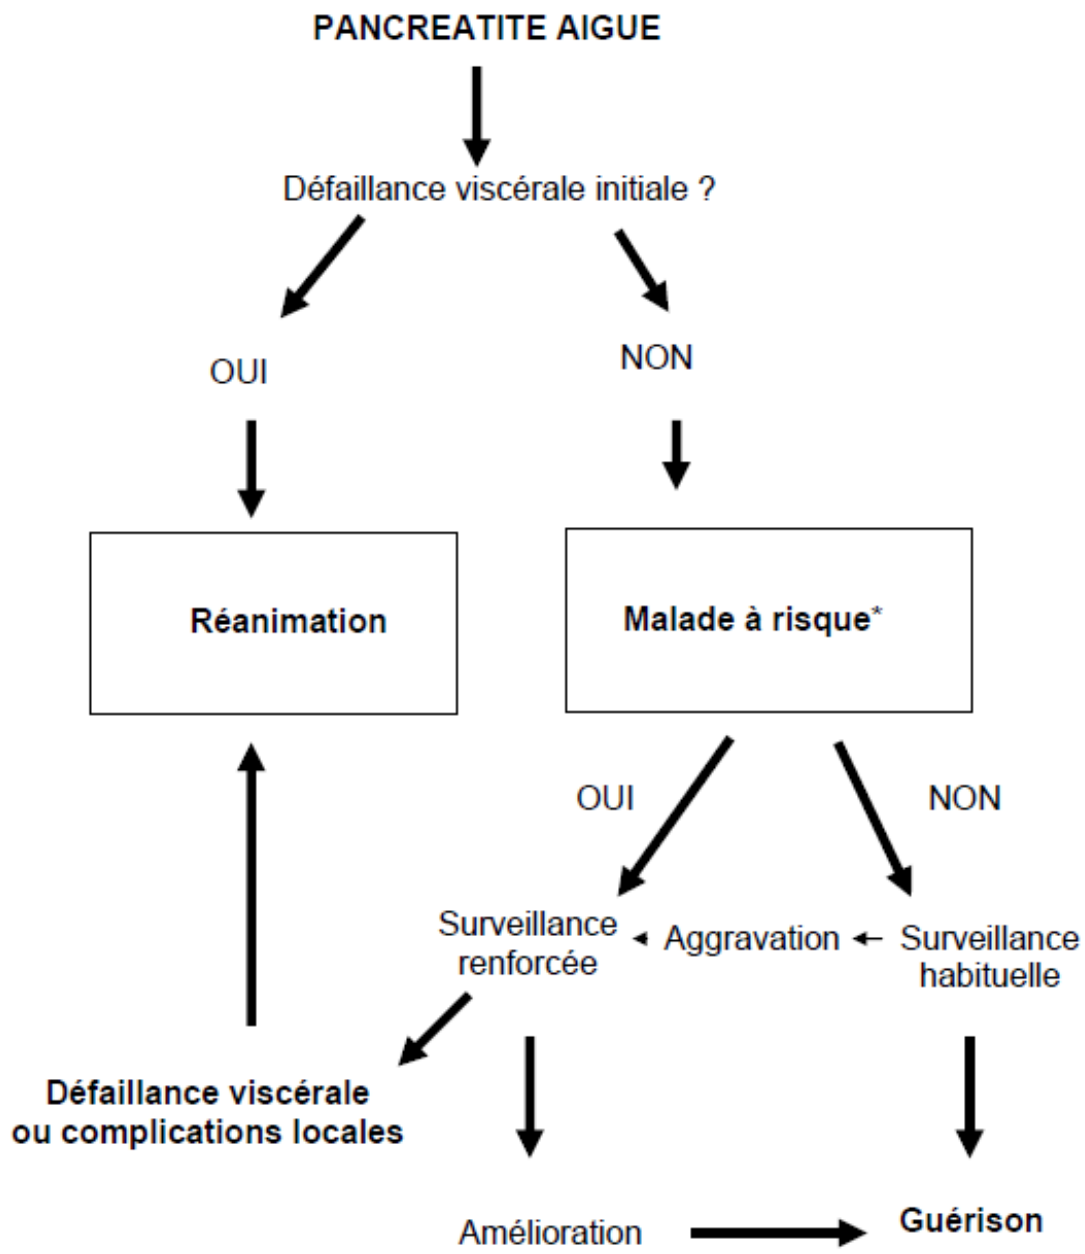 PANCREATITE AIGUE
Défaillance viscérale initiale ?
OUI
NON
Réanimation
Malade à risque*
OUI
NON
Surveillance
renforcée
Aggravation
Surveillance
habituelle
Défaillance viscérale
ou complications locales
Amélioration
Guérison